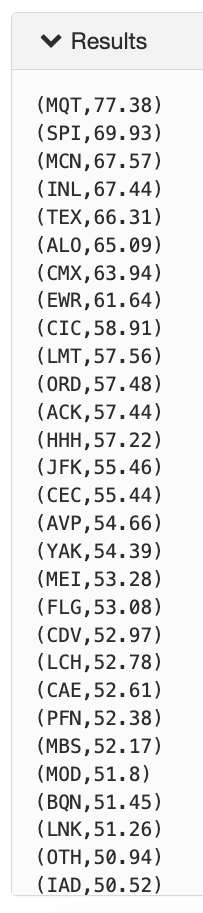 Results
(MQT,77.38)
(SPI,69.93)
(MCN,67.57)
(INL,67.44)
(TEX,66.31)
(ALO,65.09)
(CMX,63.94)
(EWR,61.64)
(CIC,58.91)
(LMT,57.56)
(ORD,57.48)
(ACK,57.44)
(HHH,57.22)
(JFK,55.46)
(CEC,55.44)
(AVP,54.66)
(YAK,54.39)
(MEI,53.28)
(FLG,53.08)
(CDV,52.97)
(LCH,52.78)
(CAE,52.61)
(PFN,52.38)
(MBS,52.17)
(MOD,51.8)
(BQN,51.45)
(LNK,51.26)
(OTH,50.94)
(IAD,50.52)